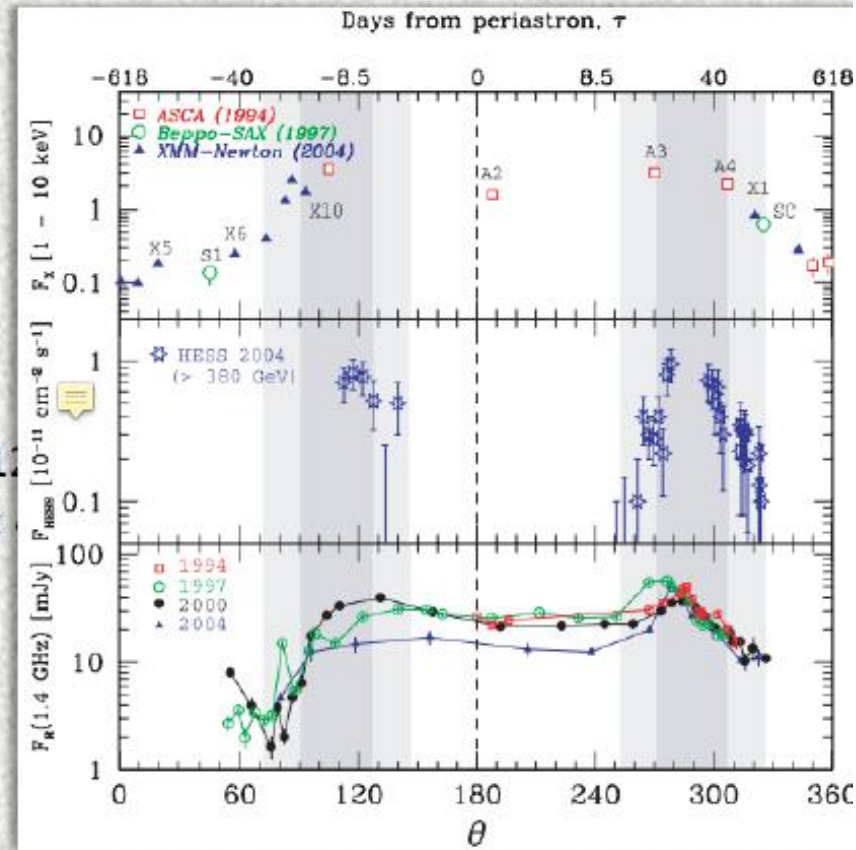 Days from periastron, τ
-618 -40 -8.5 0 8.5 40 618
ASCA (1994)
Beppo-SAX (1997)
XMM-Newton (2004)
10
1
0.1
F_X [1 - 10 keV]
X5
S1
X6
X10
A2
A3
A4
X1
SC
HESS 2004
(> 380 GeV)
1
0.1
F_HESS [10⁻¹¹ cm⁻² s⁻¹]
100
10
1
F_R(1.4 GHz) [mJy]
1994
1997
2000
2004
0 60 120 180 240 300 360
θ